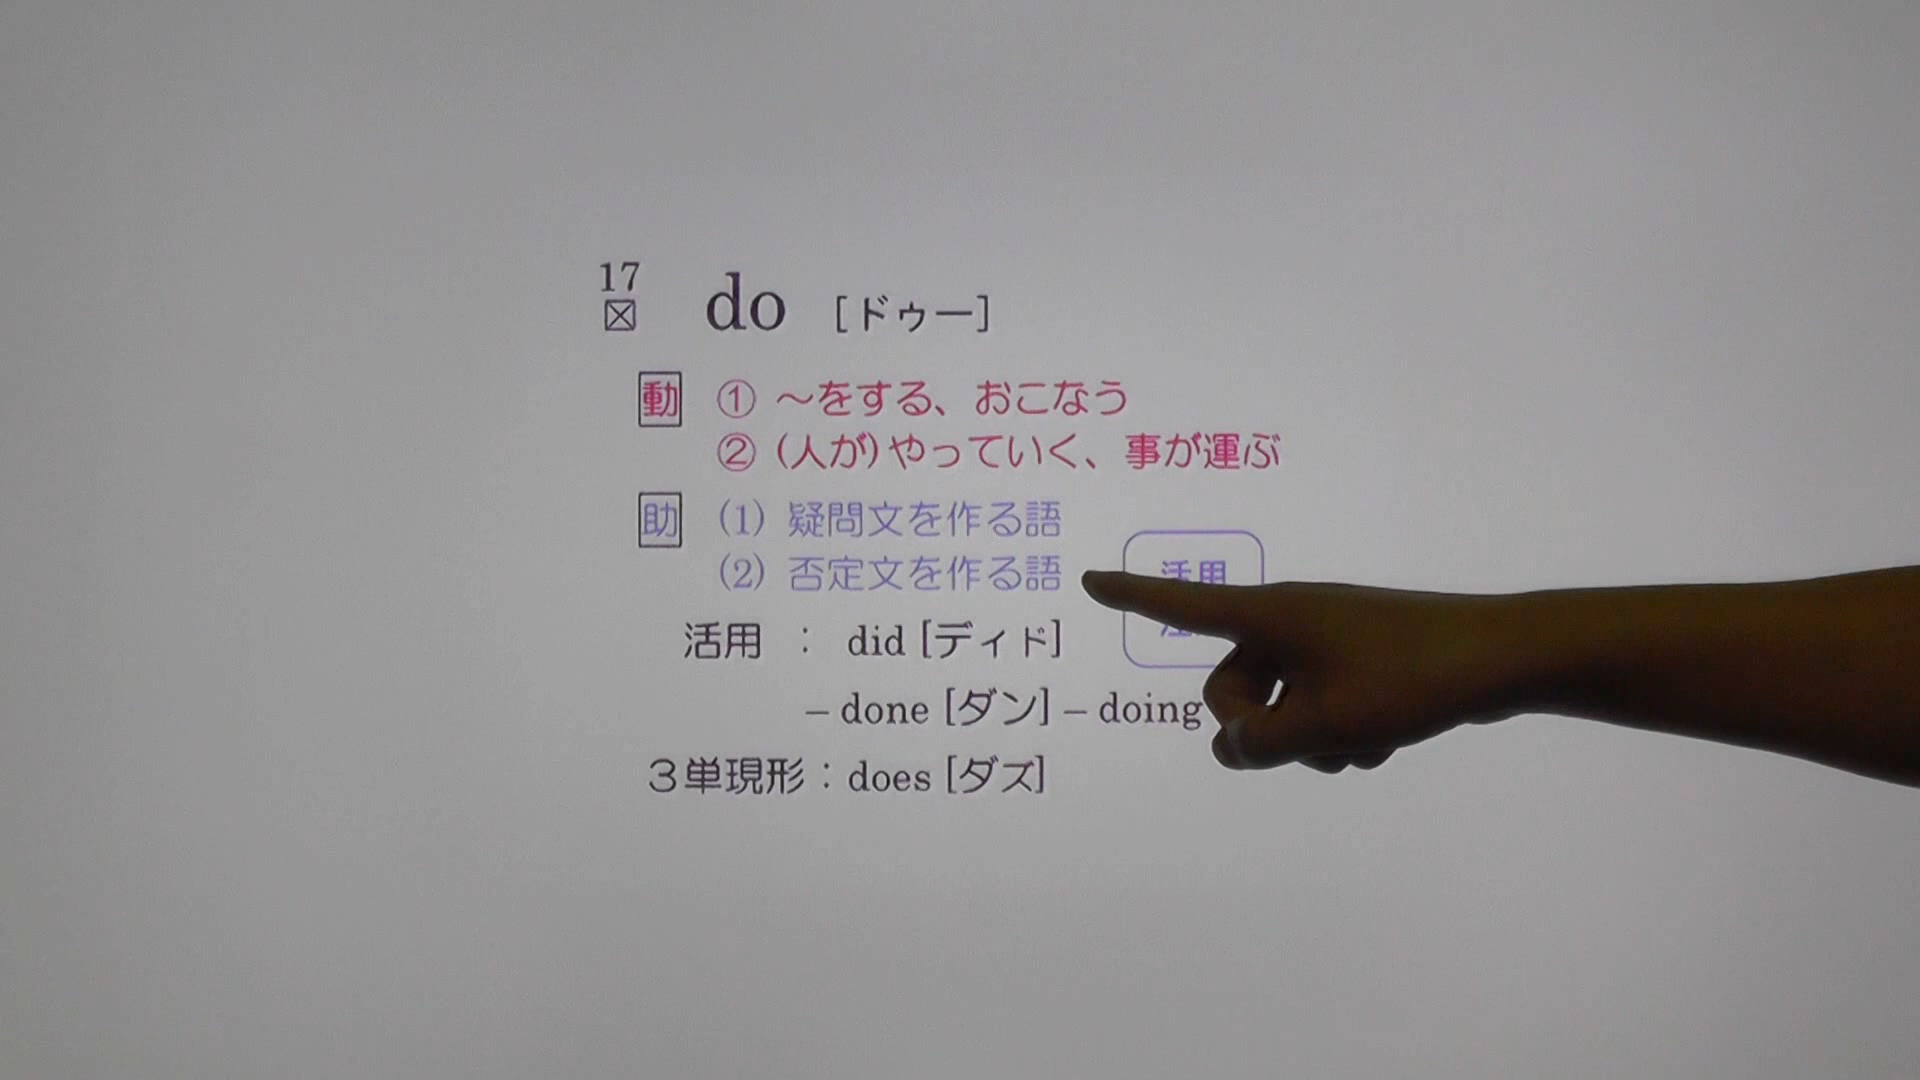 17
do [ドゥー]
動 ① ～をする、おこなう
② (人が)やっていく、事が運ぶ
助 (1) 疑問文を作る語
(2) 否定文を作る語
活用
活用 : did [ディド]
– done [ダン] – doing
3単現形 : does [ダズ]